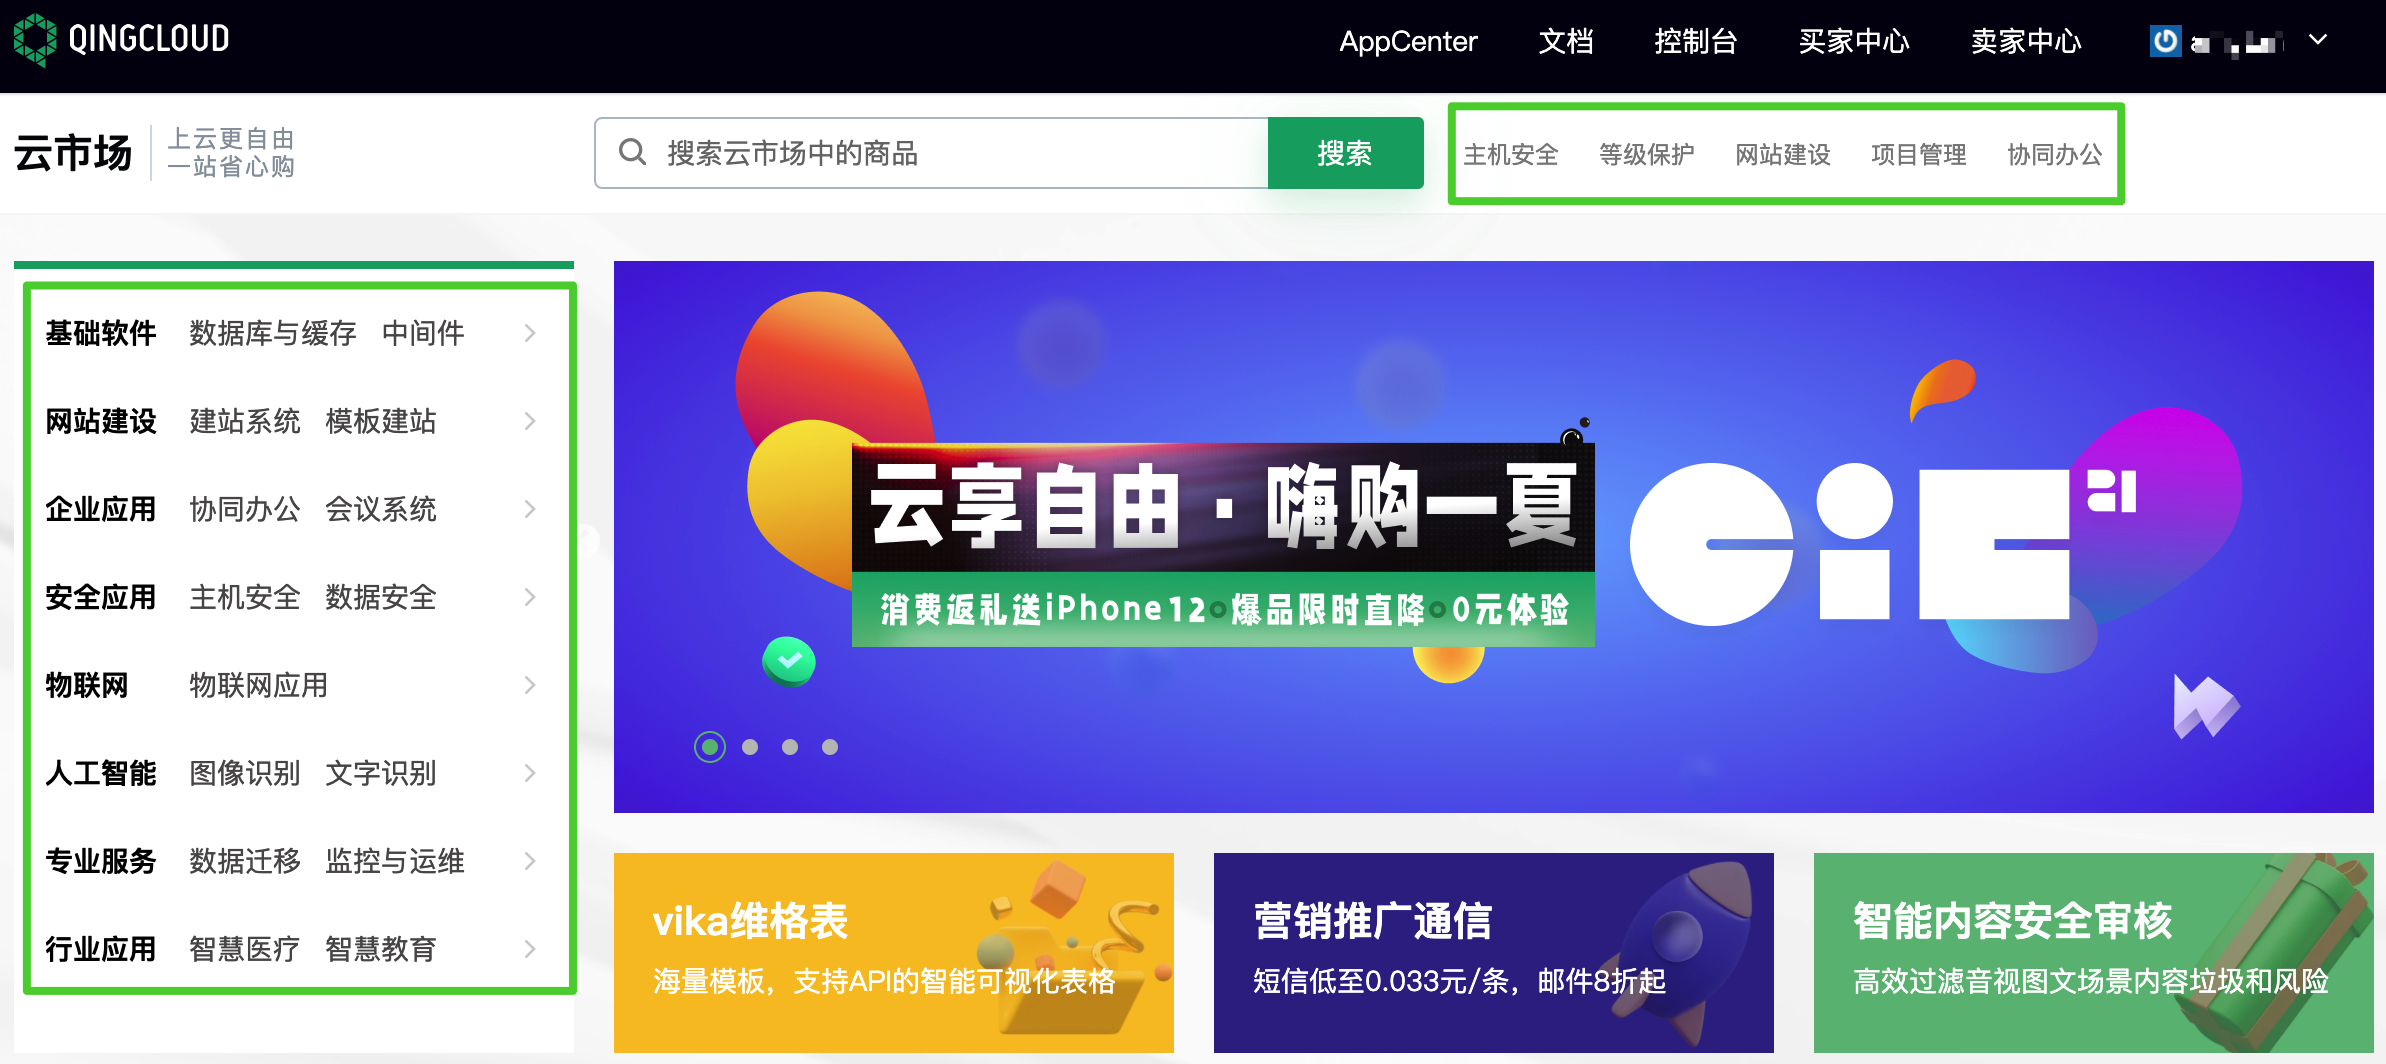 QINGCLOUD
AppCenter 文档 控制台 买家中心 卖家中心
云市场
上云更自由
一站省心购
搜索云市场中的商品
搜索
主机安全 等级保护 网站建设 项目管理 协同办公
基础软件 数据库与缓存 中间件
网站建设 建站系统 模板建站
企业应用 协同办公 会议系统
安全应用 主机安全 数据安全
物联网 物联网应用
人工智能 图像识别 文字识别
专业服务 数据迁移 监控与运维
行业应用 智慧医疗 智慧教育
云享自由·嗨购一夏
消费返礼送iPhone12 爆品限时直降 0元体验
CiC 21
vika维格表
海量模板，支持API的智能可视化表格
营销推广通信
短信低至0.033元/条，邮件8折起
智能内容安全审核
高效过滤音视图文场景内容垃圾和风险